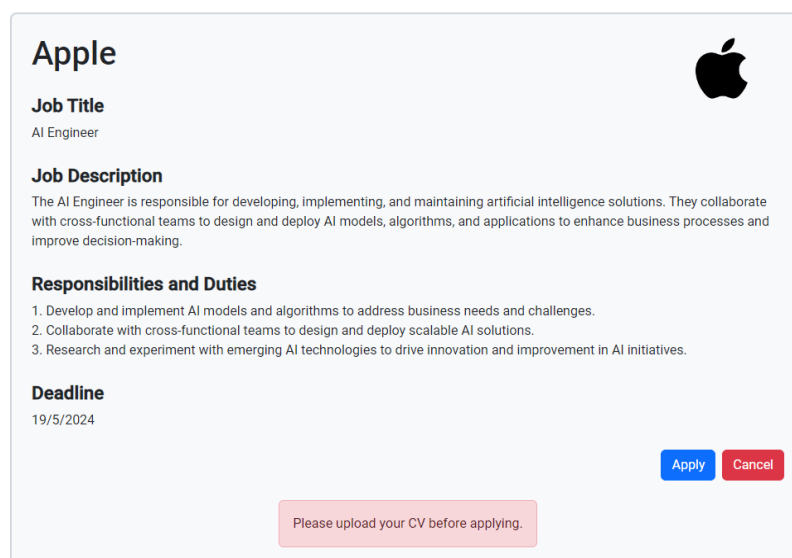 Apple
Job Title
AI Engineer
Job Description
The AI Engineer is responsible for developing, implementing, and maintaining artificial intelligence solutions. They collaborate
with cross-functional teams to design and deploy AI models, algorithms, and applications to enhance business processes and
improve decision-making.
Responsibilities and Duties
1. Develop and implement AI models and algorithms to address business needs and challenges.
2. Collaborate with cross-functional teams to design and deploy scalable AI solutions.
3. Research and experiment with emerging AI technologies to drive innovation and improvement in AI initiatives.
Deadline
19/5/2024
Apply Cancel
Please upload your CV before applying.